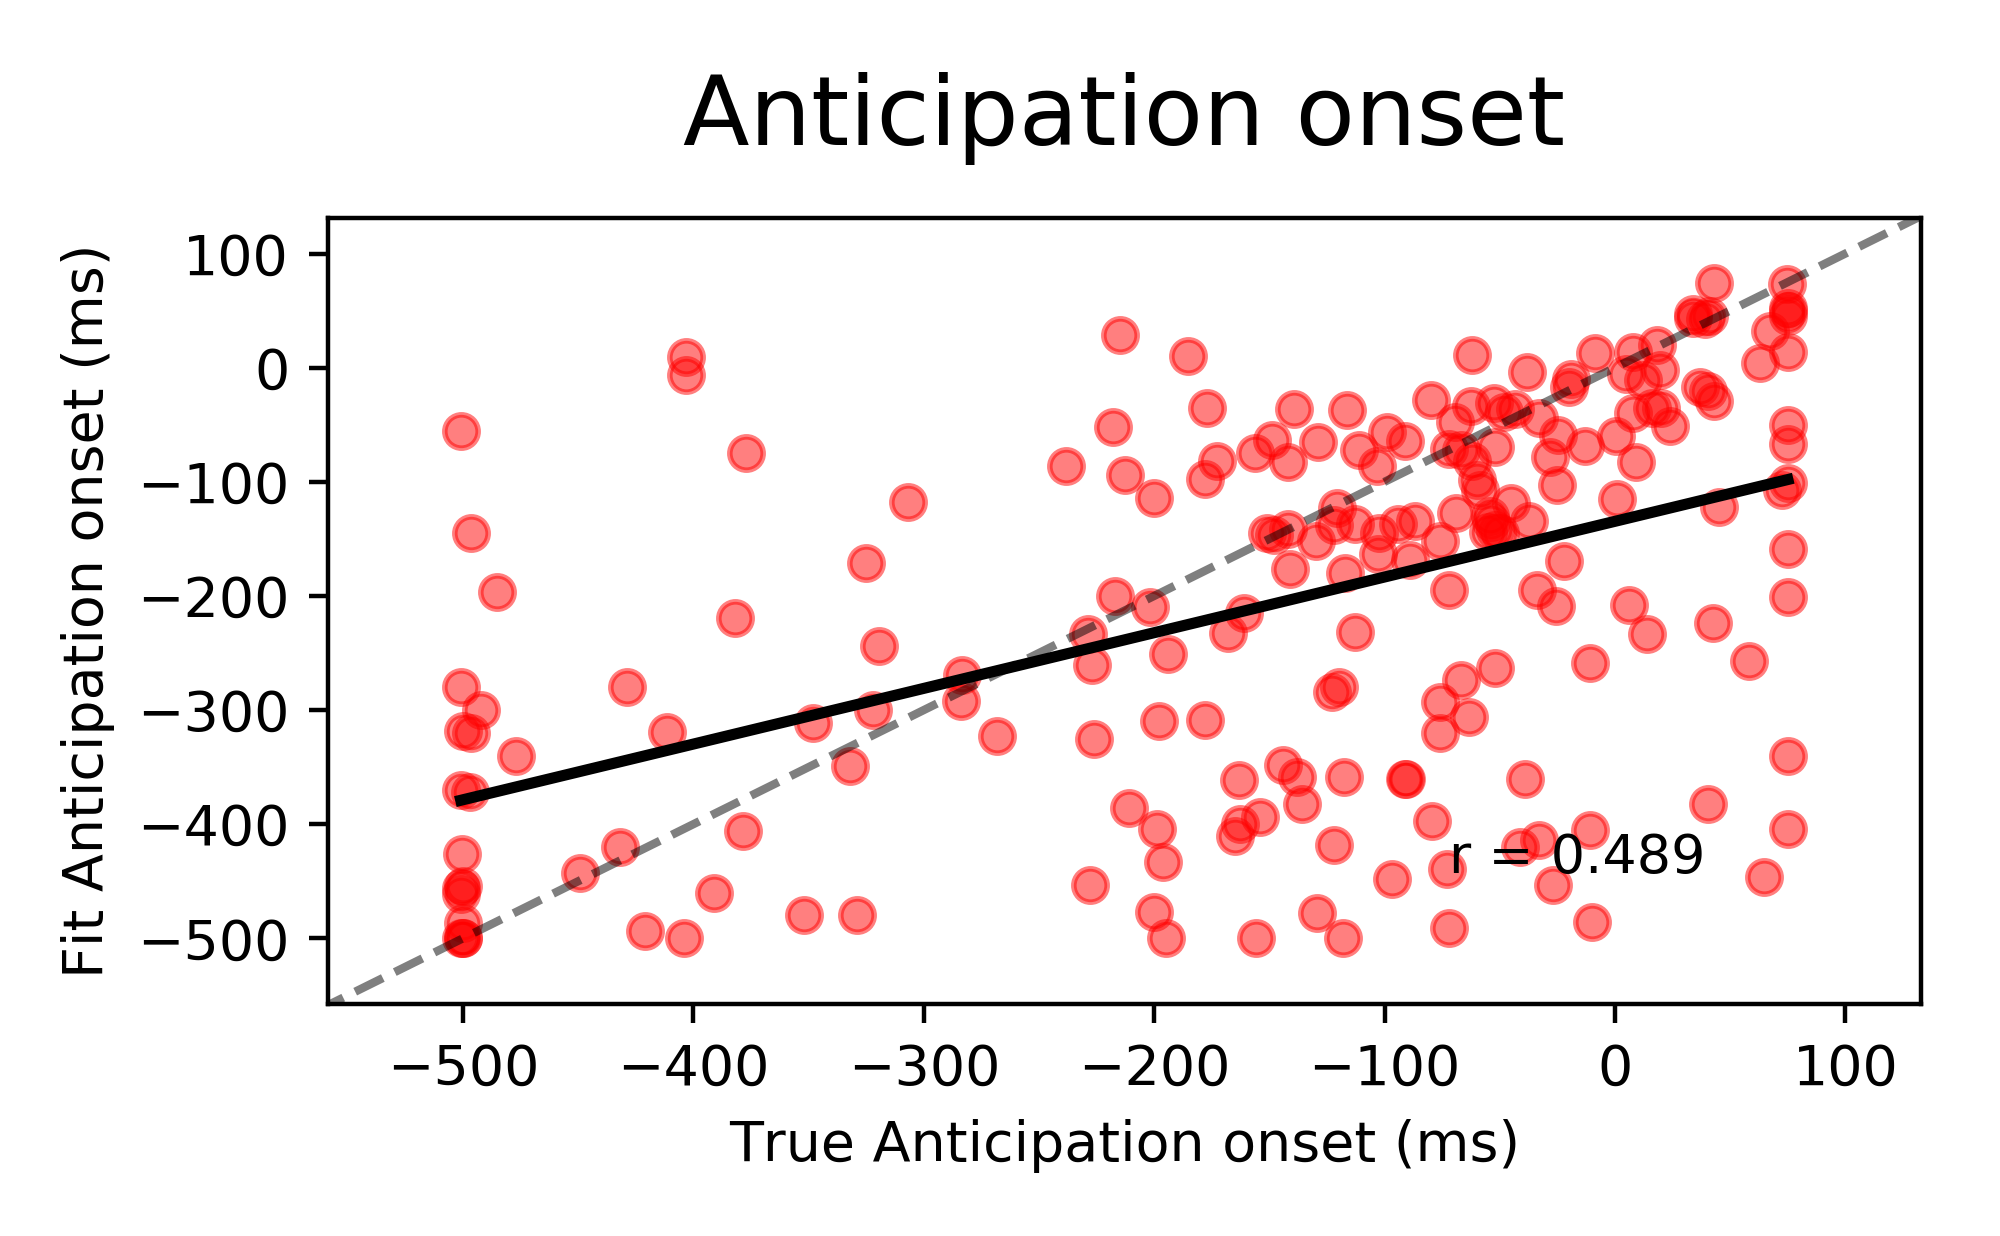 Anticipation onset
Fit Anticipation onset (ms)
100
0
−100
−200
−300
−400
−500
r = 0.489
−500 −400 −300 −200 −100 0 100
True Anticipation onset (ms)